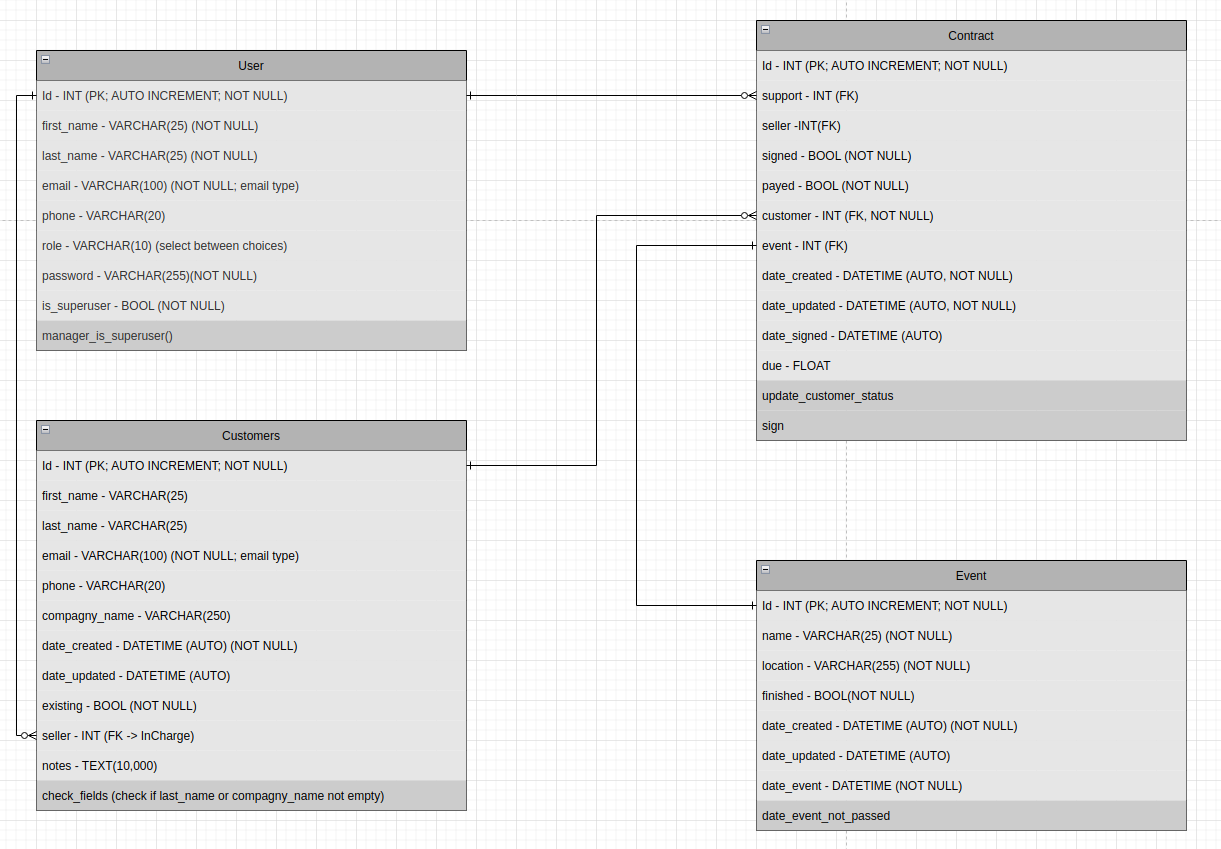 User
Id - INT (PK; AUTO INCREMENT; NOT NULL)
first_name - VARCHAR(25) (NOT NULL)
last_name - VARCHAR(25) (NOT NULL)
email - VARCHAR(100) (NOT NULL; email type)
phone - VARCHAR(20)
role - VARCHAR(10) (select between choices)
password - VARCHAR(255)(NOT NULL)
is_superuser - BOOL (NOT NULL)
manager_is_superuser()
Customers
Id - INT (PK; AUTO INCREMENT; NOT NULL)
first_name - VARCHAR(25)
last_name - VARCHAR(25)
email - VARCHAR(100) (NOT NULL; email type)
phone - VARCHAR(20)
compagny_name - VARCHAR(250)
date_created - DATETIME (AUTO) (NOT NULL)
date_updated - DATETIME (AUTO)
existing - BOOL (NOT NULL)
seller - INT (FK -> InCharge)
notes - TEXT(10,000)
check_fields (check if last_name or compagny_name not empty)
Contract
Id - INT (PK; AUTO INCREMENT; NOT NULL)
support - INT (FK)
seller -INT(FK)
signed - BOOL (NOT NULL)
payed - BOOL (NOT NULL)
customer - INT (FK, NOT NULL)
event - INT (FK)
date_created - DATETIME (AUTO, NOT NULL)
date_updated - DATETIME (AUTO, NOT NULL)
date_signed - DATETIME (AUTO)
due - FLOAT
update_customer_status
sign
Event
Id - INT (PK; AUTO INCREMENT; NOT NULL)
name - VARCHAR(25) (NOT NULL)
location - VARCHAR(255) (NOT NULL)
finished - BOOL(NOT NULL)
date_created - DATETIME (AUTO) (NOT NULL)
date_updated - DATETIME (AUTO)
date_event - DATETIME (NOT NULL)
date_event_not_passed